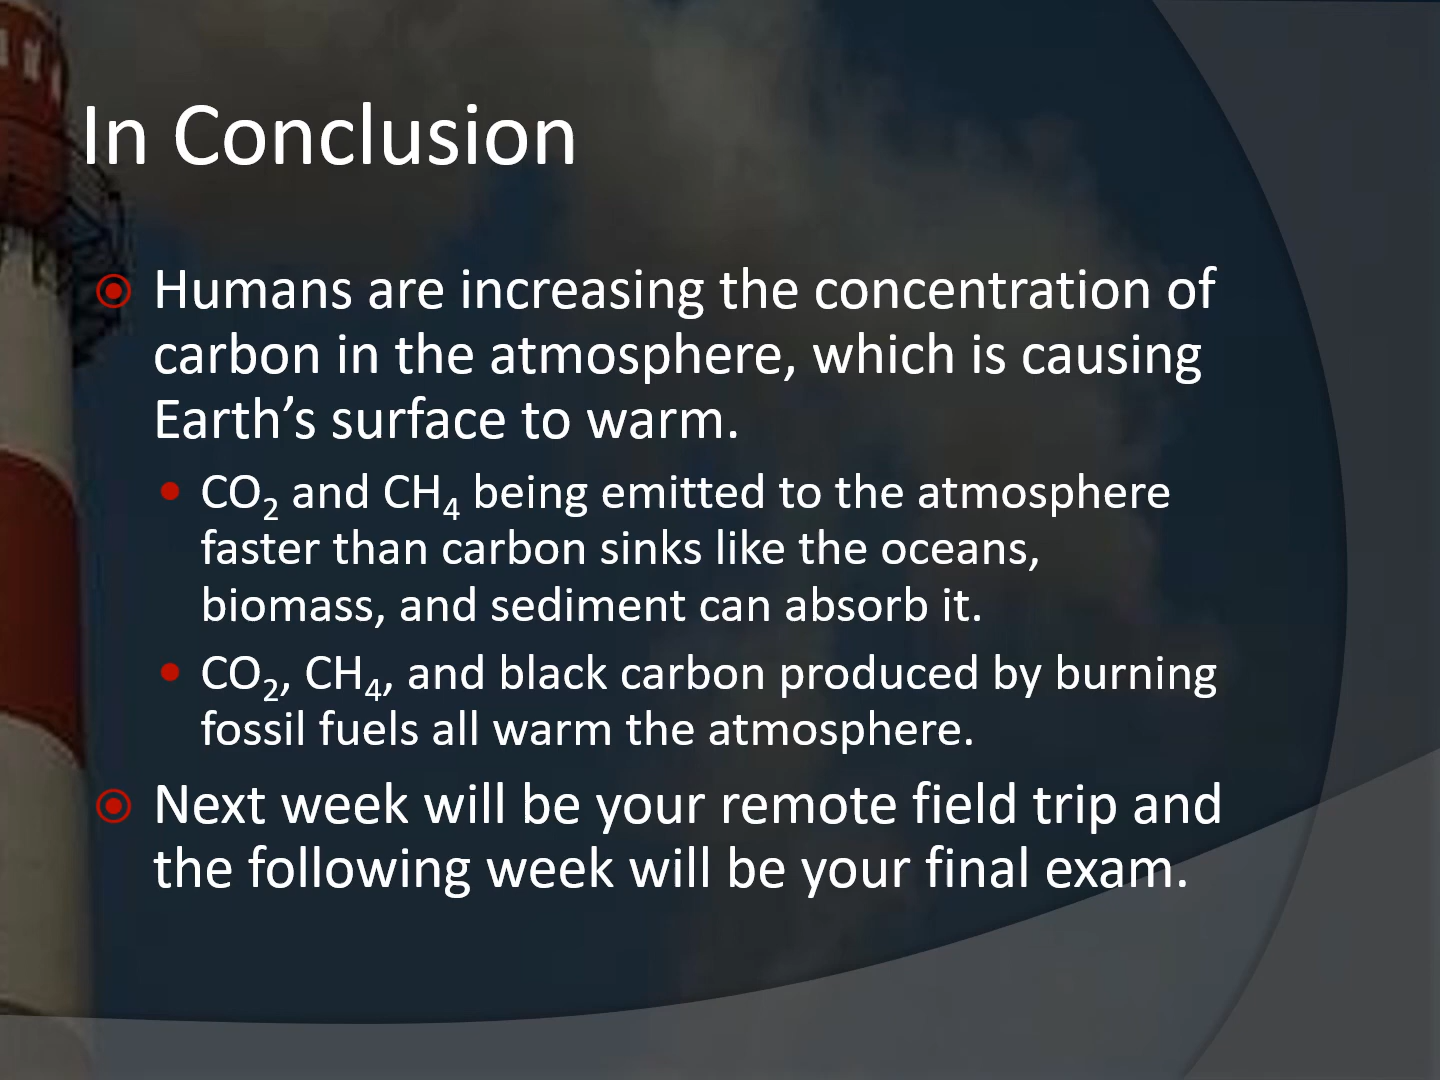 In Conclusion
Humans are increasing the concentration of
carbon in the atmosphere, which is causing
Earth’s surface to warm.
CO₂ and CH₄ being emitted to the atmosphere
faster than carbon sinks like the oceans,
biomass, and sediment can absorb it.
CO₂, CH₄, and black carbon produced by burning
fossil fuels all warm the atmosphere.
Next week will be your remote field trip and
the following week will be your final exam.